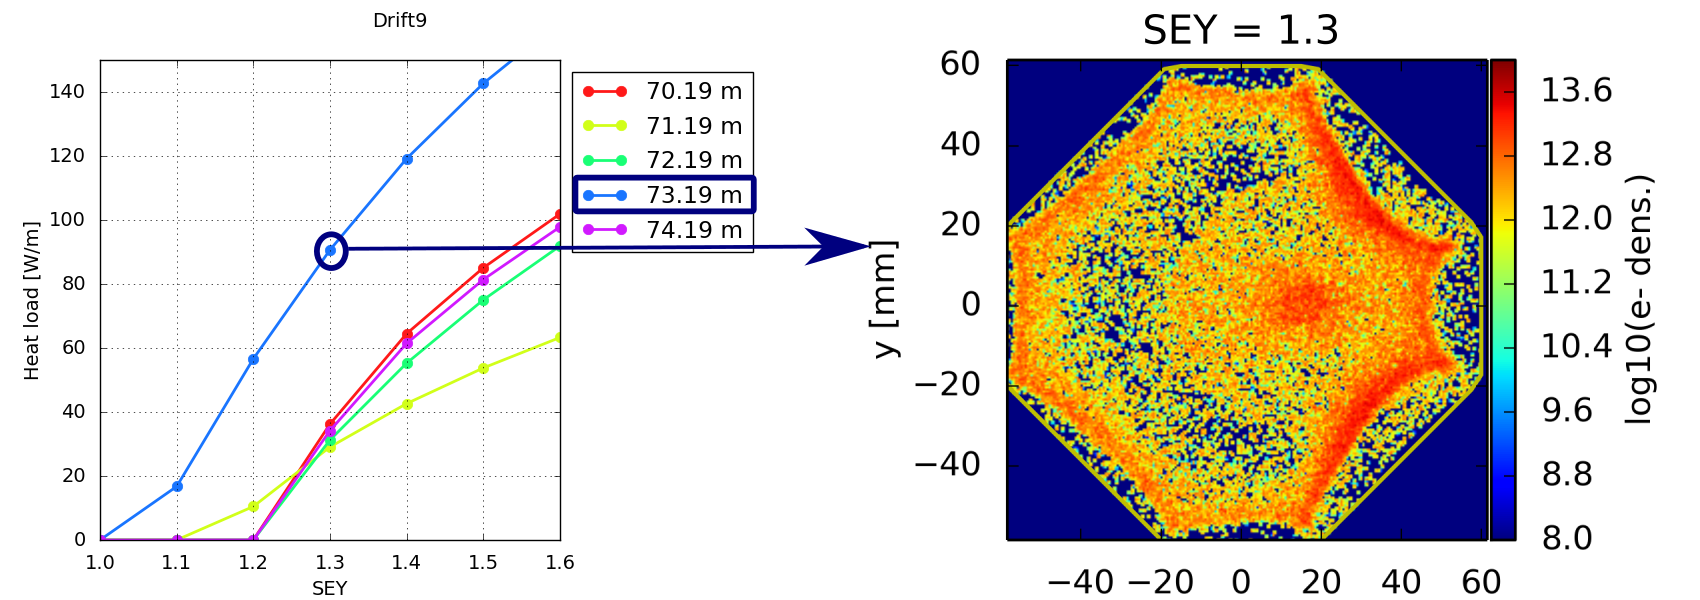 Drift9
Heat load [W/m]
140
120
100
80
60
40
20
0
1.0 1.1 1.2 1.3 1.4 1.5 1.6
SEY
70.19 m
71.19 m
72.19 m
73.19 m
74.19 m
SEY = 1.3
y [mm]
60
40
20
0
−20
−40
−40 −20 0 20 40 60
13.6
12.8
12.0
11.2
10.4
9.6
8.8
8.0
log10(e- dens.)